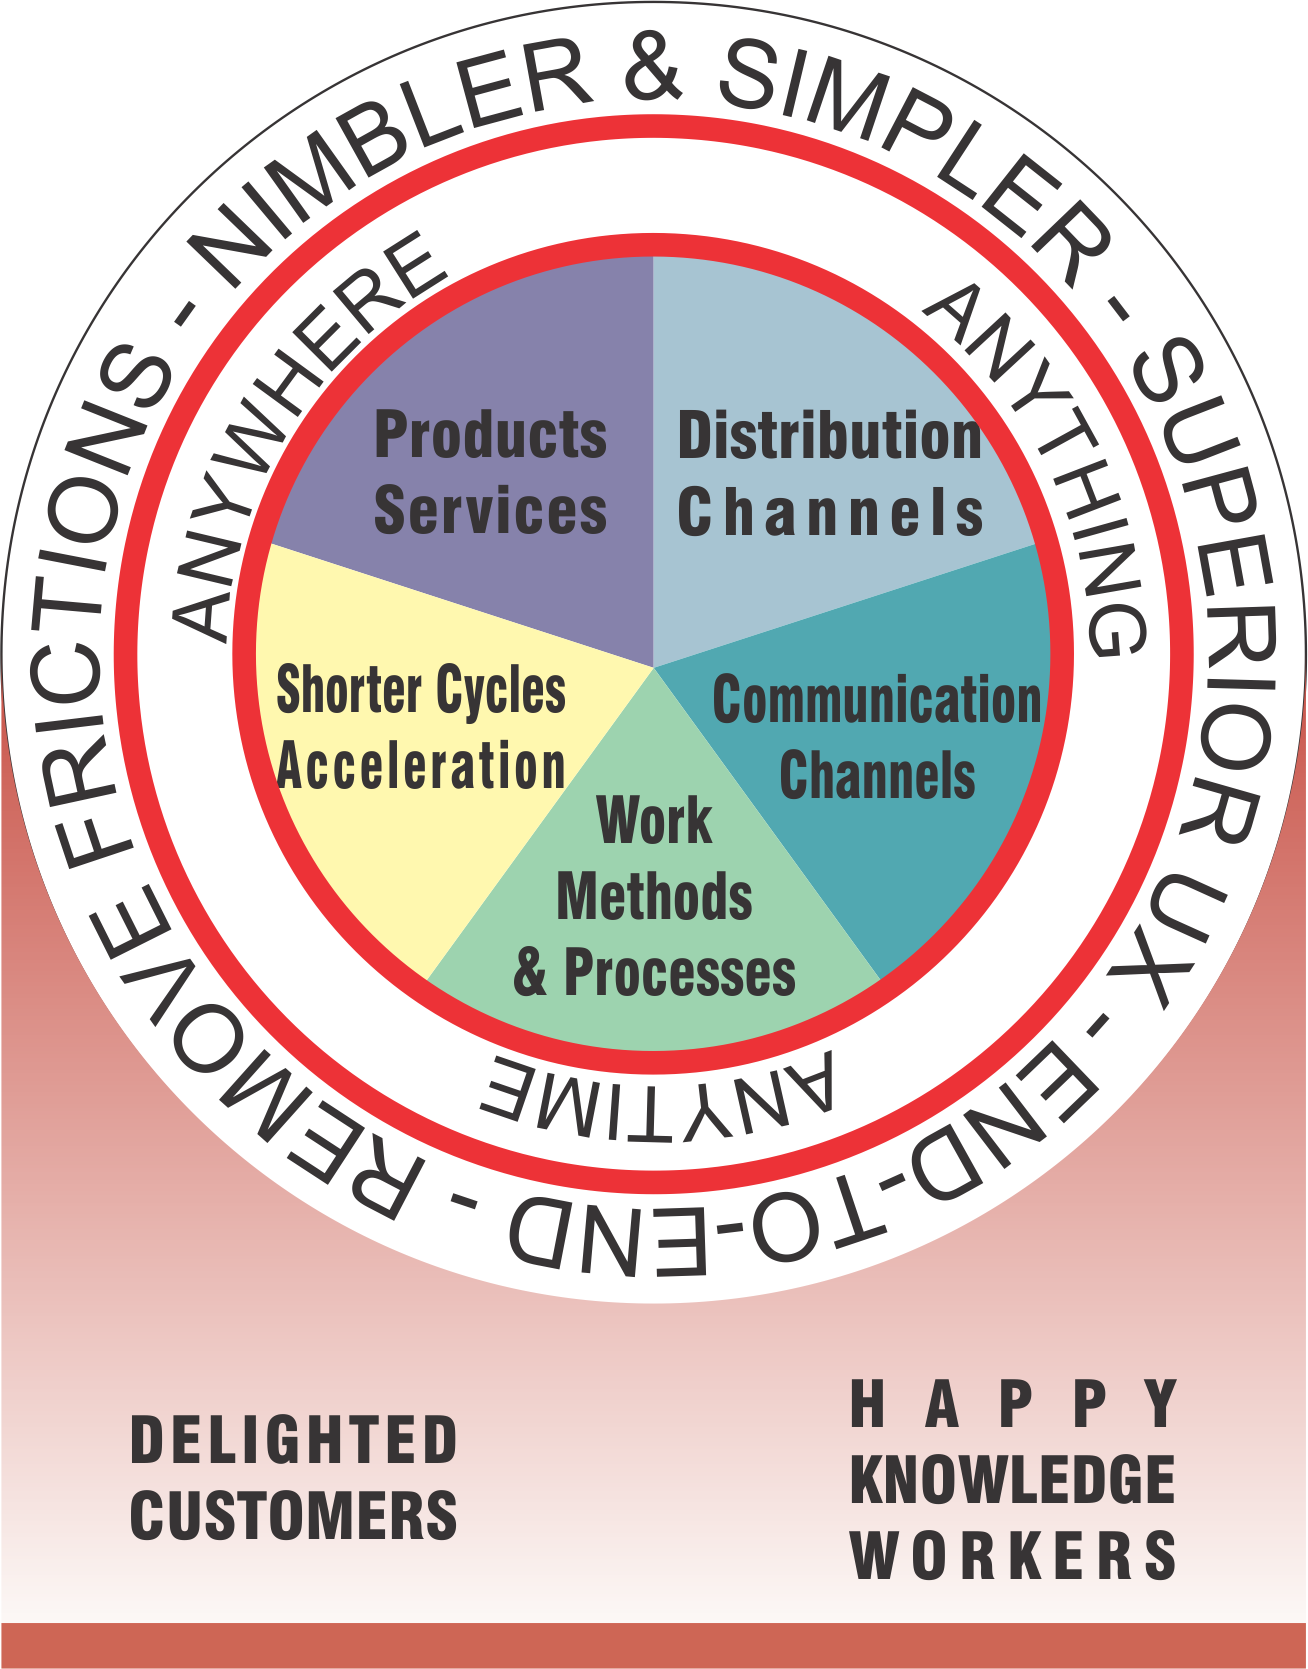 REMOVE FRICTIONS - NIMBLER & SIMPLER - SUPERIOR UX - END-TO-END -
ANYWHERE
ANYTHING
ANYTIME
Products
Services
Distribution
Channels
Shorter Cycles
Acceleration
Communication
Channels
Work
Methods
& Processes
DELIGHTED
CUSTOMERS
HAPPY
KNOWLEDGE
WORKERS